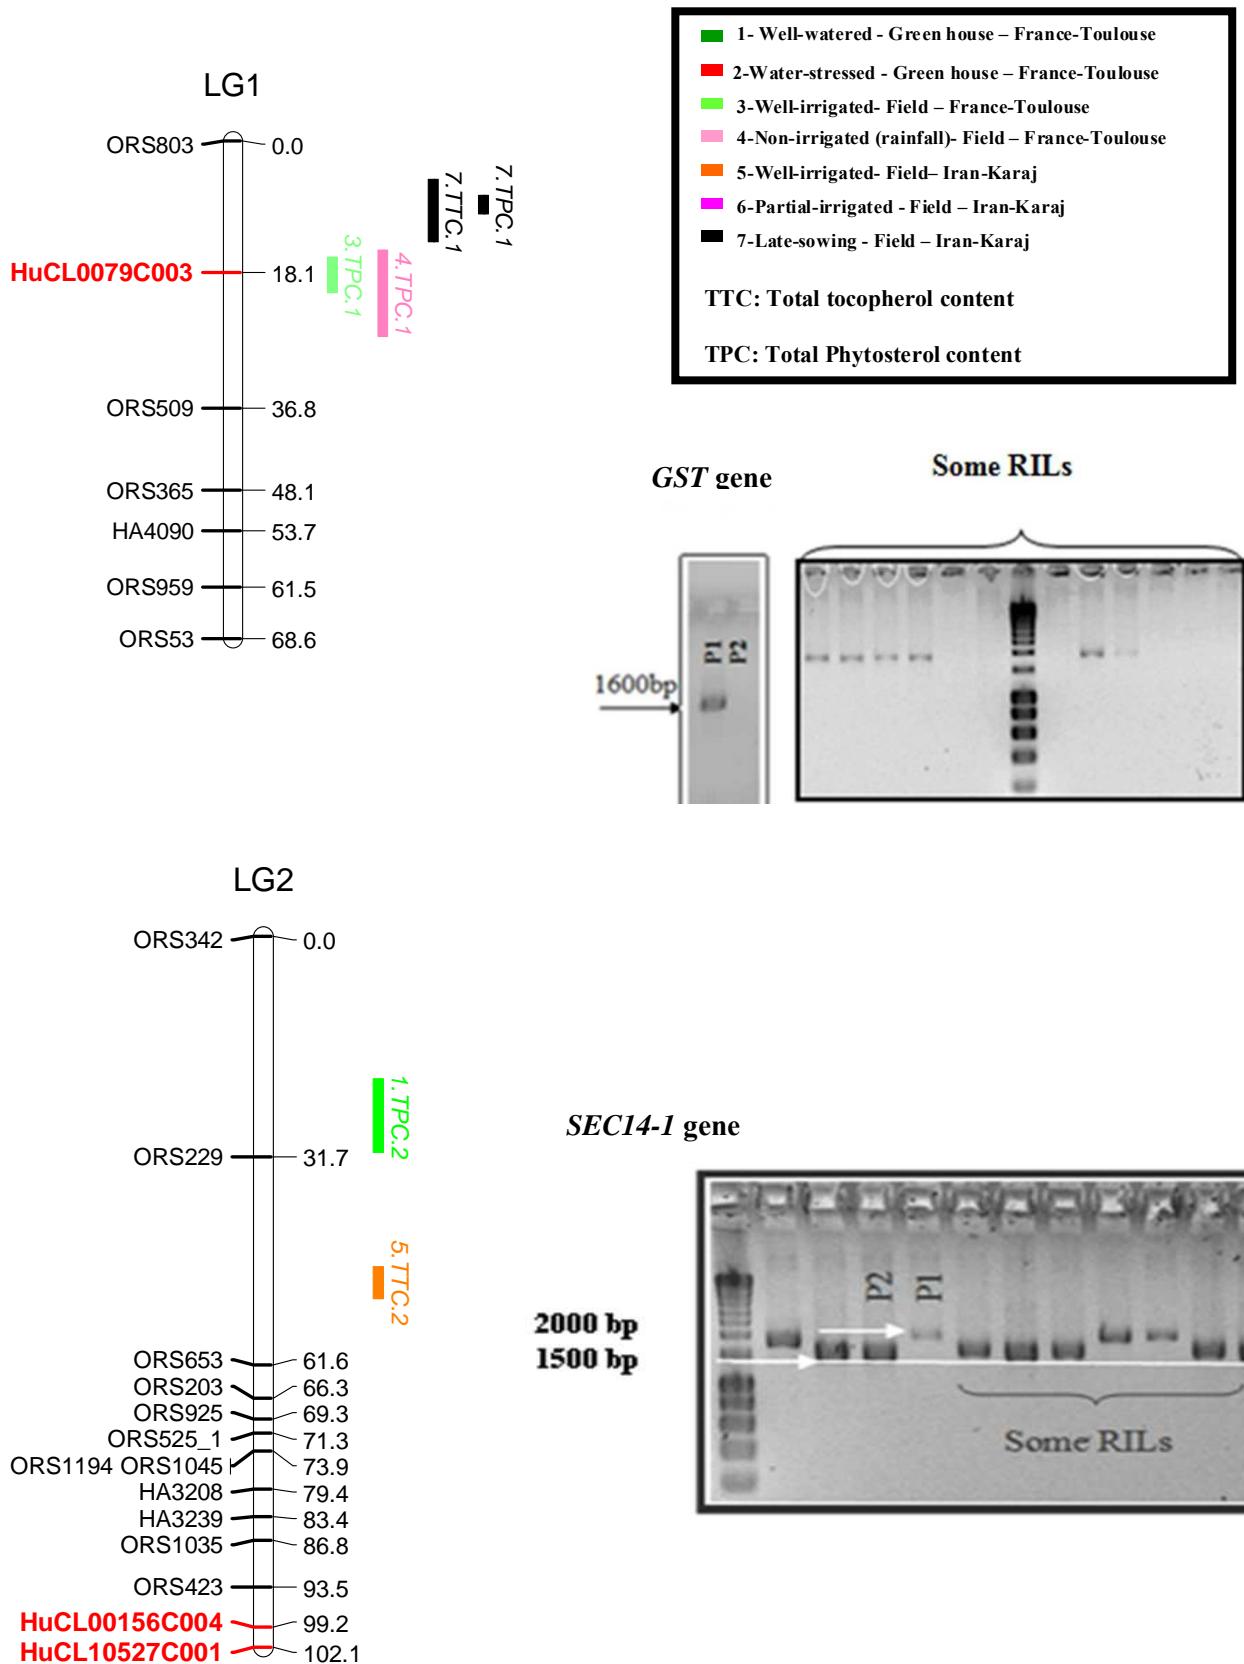 1- Well-watered - Green house – France-Toulouse
2-Water-stressed - Green house – France-Toulouse
3-Well-irrigated- Field – France-Toulouse
4-Non-irrigated (rainfall)- Field – France-Toulouse
5-Well-irrigated- Field– Iran-Karaj
6-Partial-irrigated - Field – Iran-Karaj
7-Late-sowing - Field – Iran-Karaj
TTC: Total tocopherol content
TPC: Total Phytosterol content
LG1
ORS803 0.0
HuCL0079C003 18.1
ORS509 36.8
ORS365 48.1
HA4090 53.7
ORS959 61.5
ORS53 68.6
3.TPC.1
4.TPC.1
7.TTC.1
7.TPC.1
GST gene
Some RILs
P1
P2
1600bp
LG2
ORS342 0.0
ORS229 31.7
ORS653 61.6
ORS203 66.3
ORS925 69.3
ORS525_1 71.3
ORS1194 ORS1045 73.9
HA3208 79.4
HA3239 83.4
ORS1035 86.8
ORS423 93.5
HuCL00156C004 99.2
HuCL10527C001 102.1
1.TPC.2
5.TTC.2
SEC14-1 gene
P2
P1
2000 bp
1500 bp
Some RILs